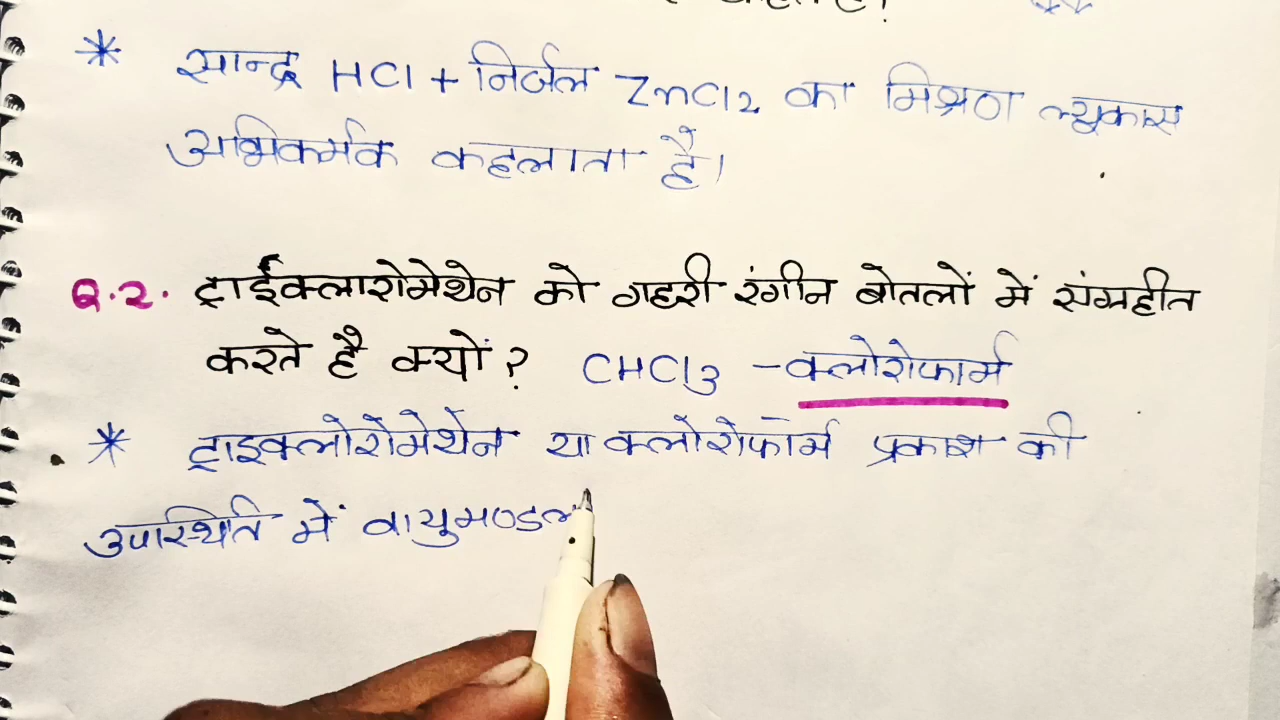 * सान्द्र HCl + निर्जल ZnCl2 का मिश्रण ल्यूकास
अभिकर्मक कहलाता है।
Q.2. ट्राईक्लारोमेथेन को गहरी रंगीन बोतलों में संग्रहीत
करते है क्यों? CHCl3 - क्लोरोफार्म
* ट्राइक्लोरोमेथेन या क्लोरोफॉर्म प्रकाश की
उपस्थिति में वायुमण्डल